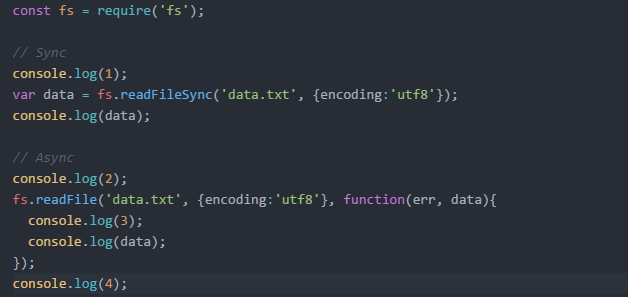 const fs = require('fs');
// Sync
console.log(1);
var data = fs.readFileSync('data.txt', {encoding:'utf8'});
console.log(data);
// Async
console.log(2);
fs.readFile('data.txt', {encoding:'utf8'}, function(err, data){
  console.log(3);
  console.log(data);
});
console.log(4);